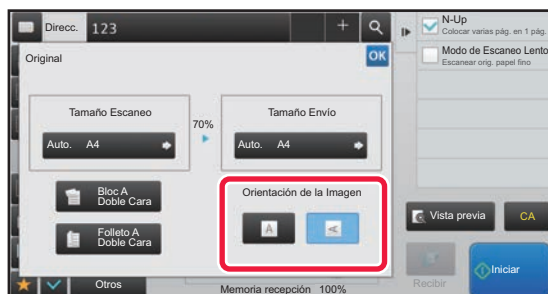 Direcc. 123
N-Up
Colocar varias pág. en 1 pág.
Modo de Escaneo Lento
Escanear orig. papel fino
Original
OK
Tamaño Escaneo
70%
Tamaño Envío
Auto. A4
Auto. A4
Bloc A
Doble Cara
Folleto A
Doble Cara
Orientación de la Imagen
A
A
Vista previa
CA
Otros
Memoria recepción 100%
Recibir
Iniciar